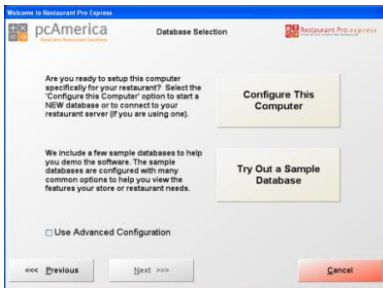 Welcome to Restaurant Pro Express
pcAmerica
Database Selection
Restaurant Pro express
Are you ready to setup this computer
specifically for your restaurant? Select the
'Configure this Computer' option to start a
NEW database or to connect to your
restaurant server (if you are using one).
Configure This
Computer
We include a few sample databases to help
you demo the software. The sample
databases are configured with many
common options to help you view the
features your store or restaurant needs.
Try Out a Sample
Database
Use Advanced Configuration
<<< Previous
Next >>>
Cancel